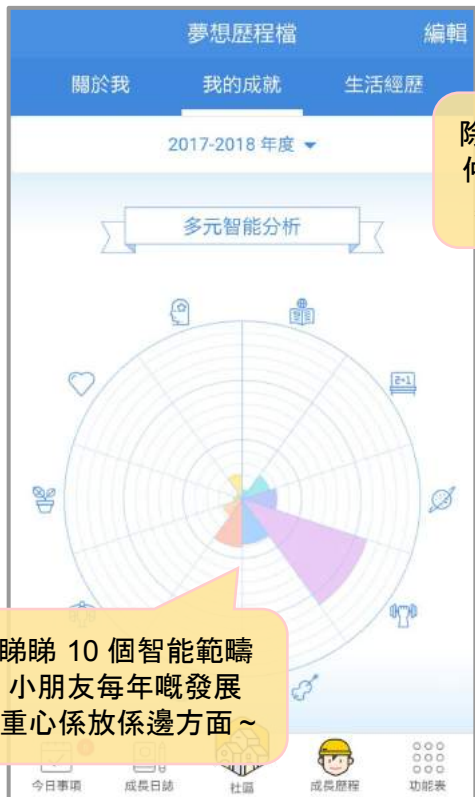 夢想歷程檔
編輯
關於我
我的成就
生活經歷
2017-2018 年度
除
多元智能分析
2+1
睇睇 10 個智能範疇
小朋友每年嘅發展
重心係放係邊方面~
今日事項
成長日誌
社區
成長歷程
功能表